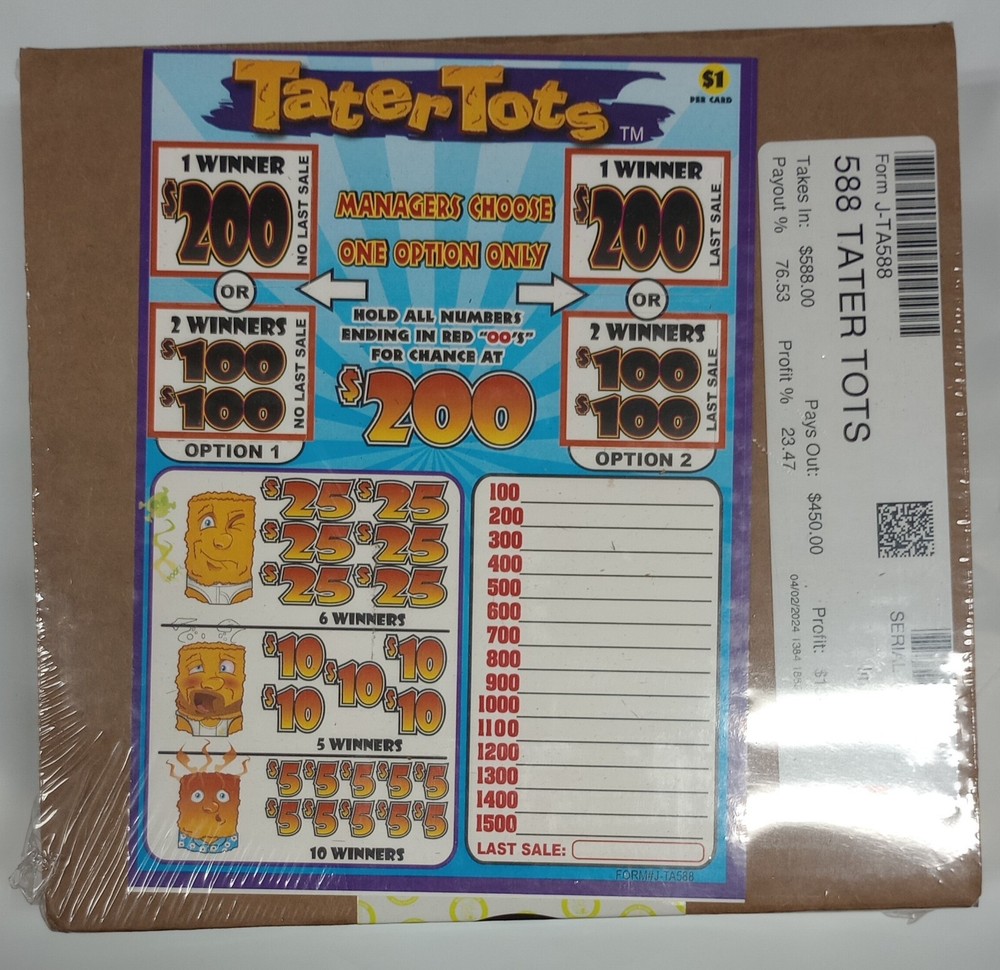 Tater Tots TM
$1
PER CARD
1 WINNER
$200
NO LAST SALE
OR
2 WINNERS
$100
$100
NO LAST SALE
OPTION 1
MANAGERS CHOOSE
ONE OPTION ONLY
HOLD ALL NUMBERS
ENDING IN RED "00's"
FOR CHANCE AT
$200
1 WINNER
$200
LAST SALE
OR
2 WINNERS
$100
$100
LAST SALE
OPTION 2
$25 $25
$25 $25
$25 $25
6 WINNERS
$10 $10
$10
$10 $10
5 WINNERS
$5 $5 $5 $5 $5
$5 $5 $5 $5 $5
10 WINNERS
100
200
300
400
500
600
700
800
900
1000
1100
1200
1300
1400
1500
LAST SALE:
FORM#J-TA588
Form J-TA588
588 TATER TOTS
Takes In: $588.00 Pays Out: $450.00 Profit: $1
Payout % 76.53 Profit % 23.47
04/02/2024 1384
SERIAL